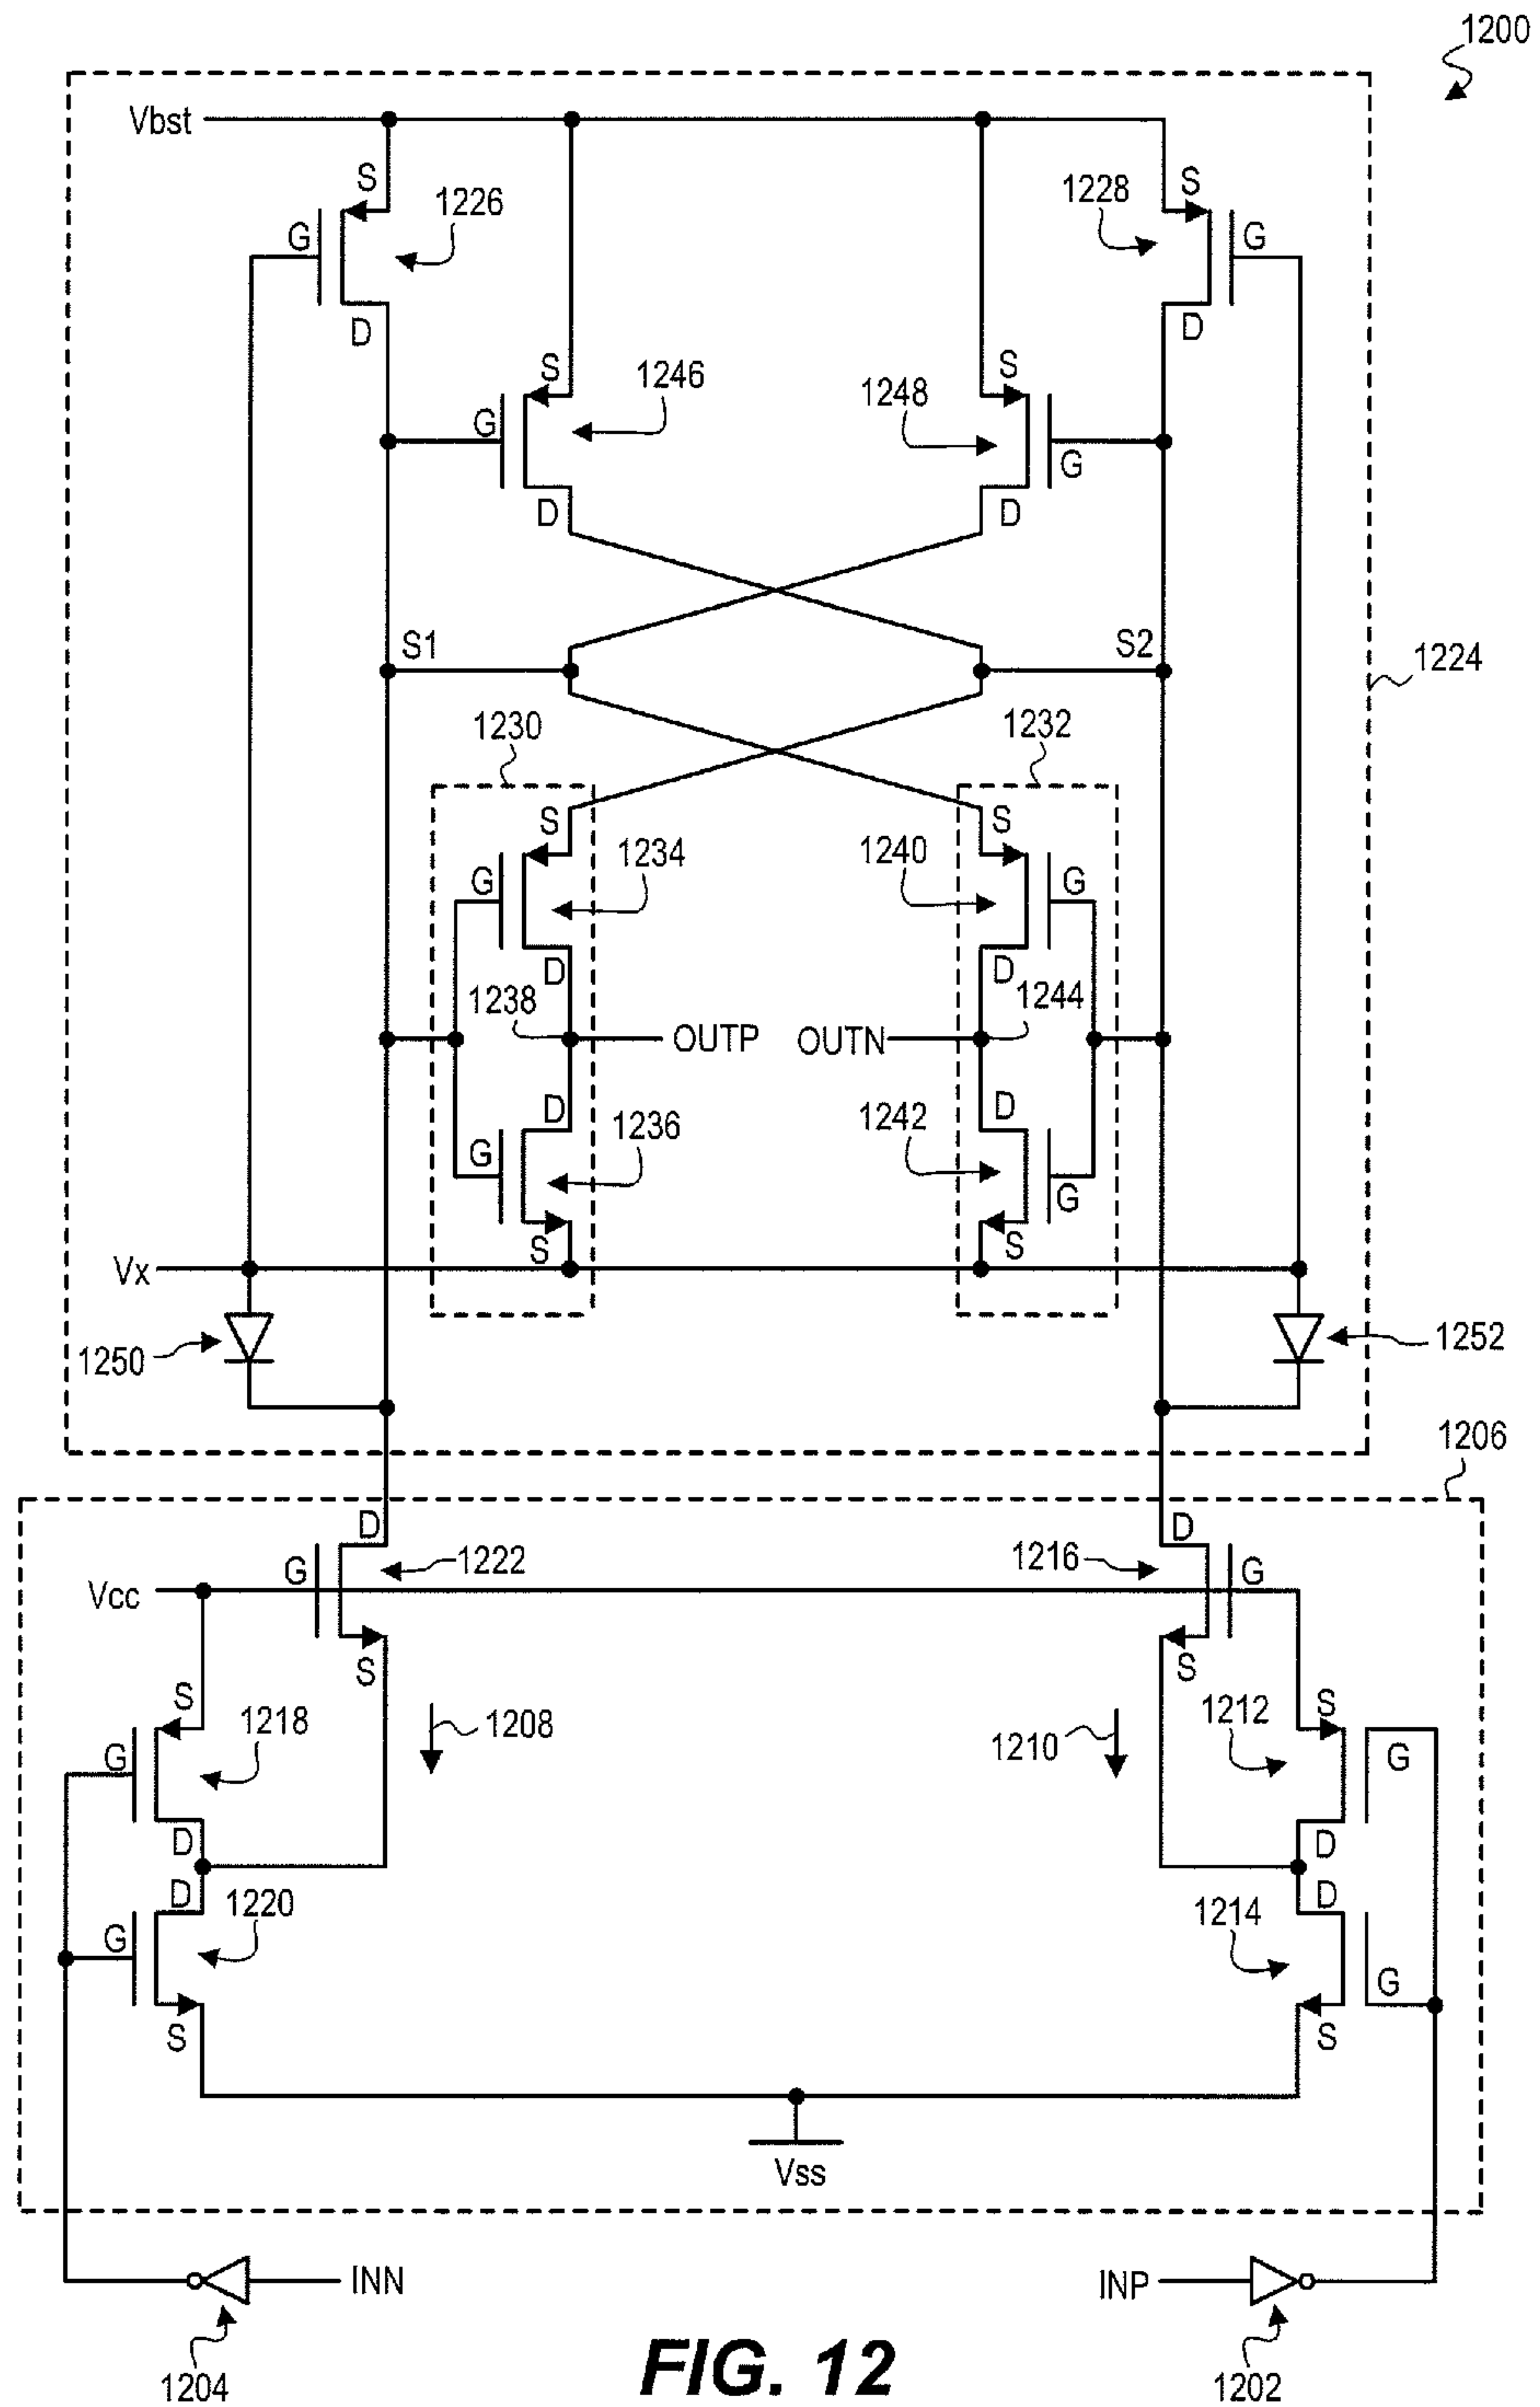 1200
Vbst
S
1226
1228
S
G
G
D
D
S
1246
1248
S
G
G
D
D
S1
S2
1224
1230
1232
S
S
G
1234
1240
G
D
D
1238
OUTP
OUTN
1244
D
D
G
1236
1242
G
S
S
Vx
1250
1252
1206
D
D
G
1222
1216
G
Vcc
S
S
S
1218
1208
1210
1212
S
G
G
D
D
D
1220
1214
D
G
G
S
S
Vss
INN
INP
1204
1202
FIG. 12